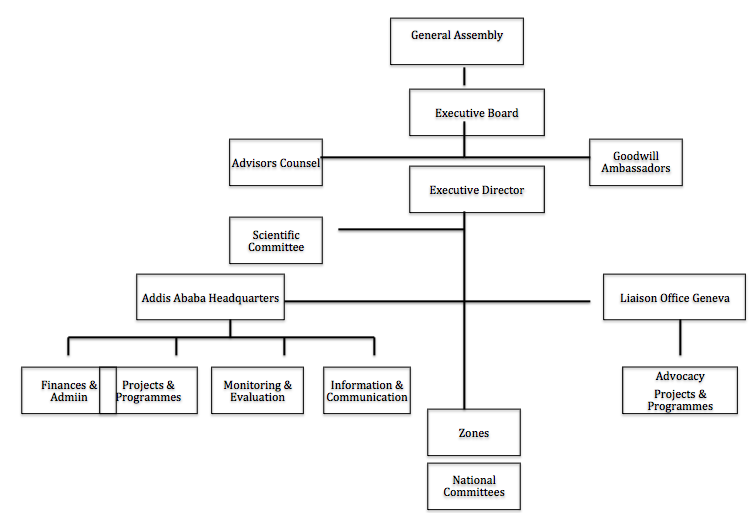 General Assembly
Executive Board
Advisors Counsel
Goodwill
Ambassadors
Executive Director
Scientific
Committee
Addis Ababa Headquarters
Liaison Office Geneva
Finances &
Admiin
Projects &
Programmes
Monitoring &
Evaluation
Information &
Communication
Advocacy
Projects &
Programmes
Zones
National
Committees